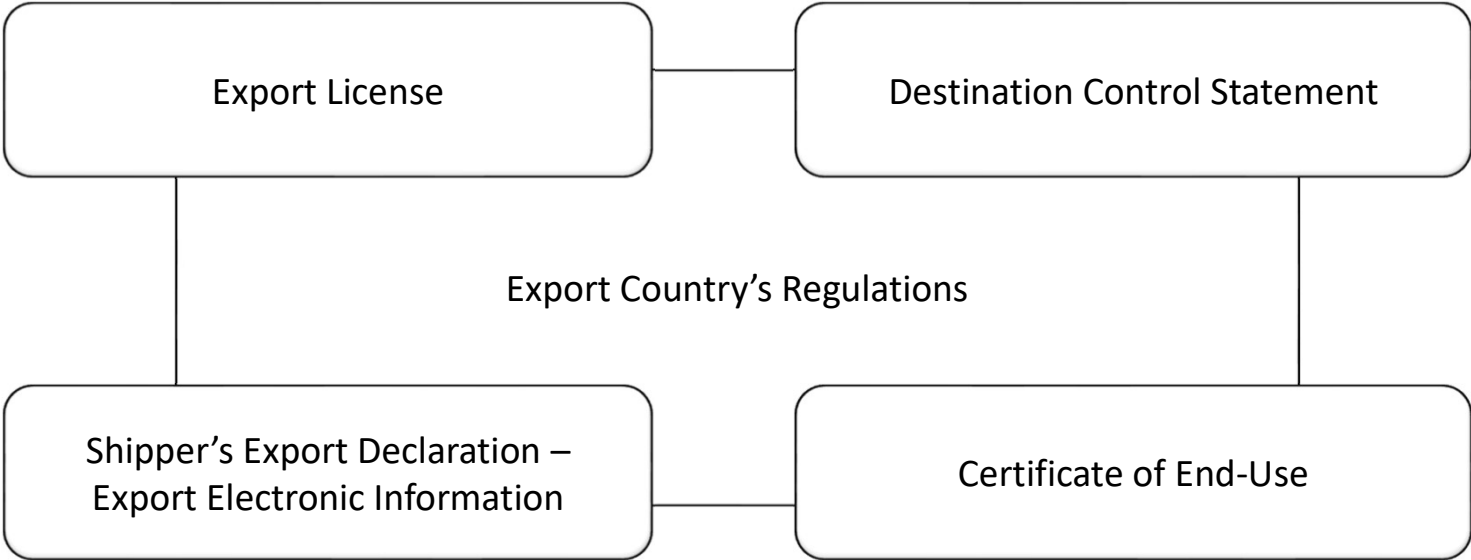 Export License
Destination Control Statement
Export Country’s Regulations
Shipper’s Export Declaration –
Export Electronic Information
Certificate of End-Use